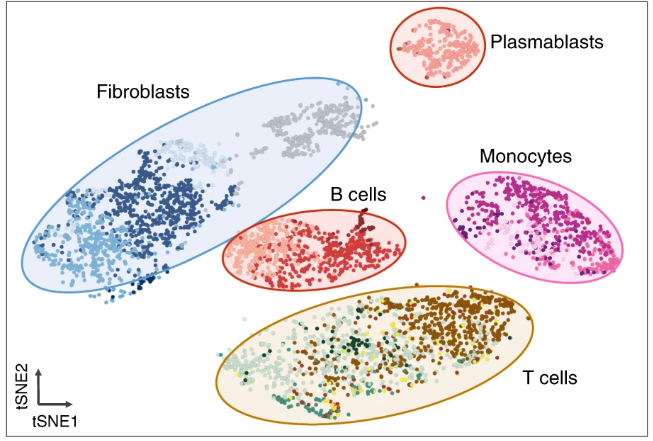 Plasmablasts
Fibroblasts
Monocytes
B cells
T cells
tSNE2
tSNE1